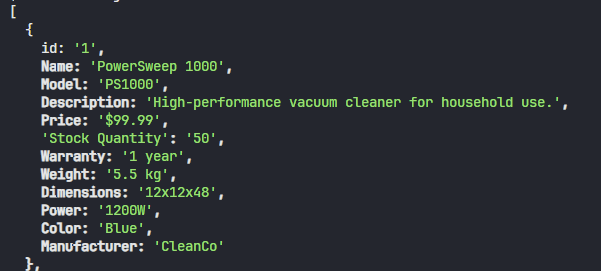 [
{
id: '1',
Name: 'PowerSweep 1000',
Model: 'PS1000',
Description: 'High-performance vacuum cleaner for household use.',
Price: '$99.99',
'Stock Quantity': '50',
Warranty: '1 year',
Weight: '5.5 kg',
Dimensions: '12x12x48',
Power: '1200W',
Color: 'Blue',
Manufacturer: 'CleanCo'
},